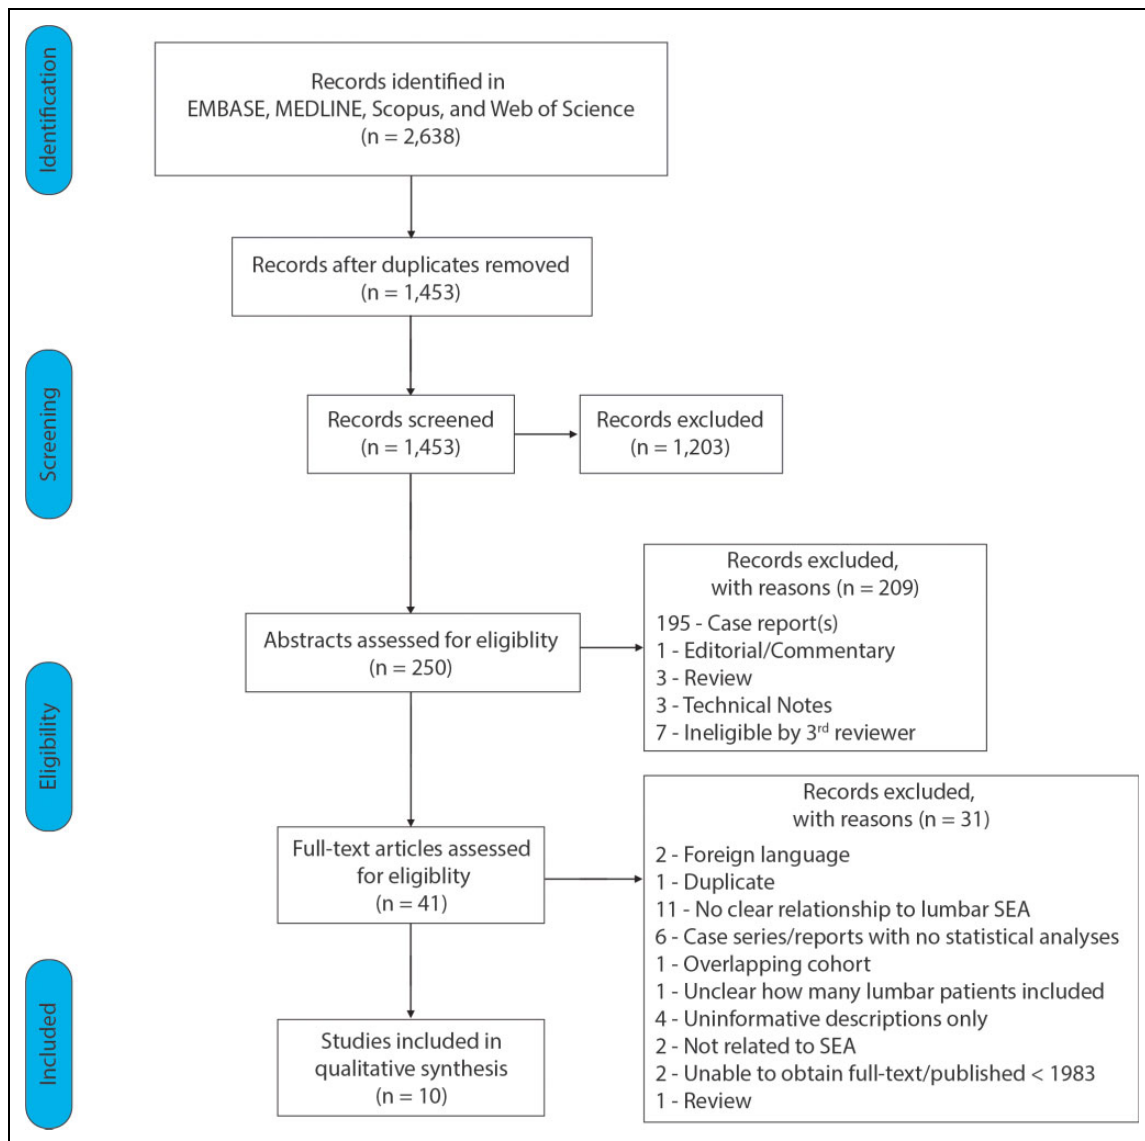 Identification
Records identified in
EMBASE, MEDLINE, Scopus, and Web of Science
(n = 2,638)
Records after duplicates removed
(n = 1,453)
Screening
Records screened
(n = 1,453)
Records excluded
(n = 1,203)
Eligibility
Abstracts assessed for eligiblity
(n = 250)
Records excluded,
with reasons (n = 209)
195 - Case report(s)
1 - Editorial/Commentary
3 - Review
3 - Technical Notes
7 - Ineligible by 3rd reviewer
Full-text articles assessed
for eligiblity
(n = 41)
Records excluded,
with reasons (n = 31)
2 - Foreign language
1 - Duplicate
11 - No clear relationship to lumbar SEA
6 - Case series/reports with no statistical analyses
1 - Overlapping cohort
1 - Unclear how many lumbar patients included
4 - Uninformative descriptions only
2 - Not related to SEA
2 - Unable to obtain full-text/published < 1983
1 - Review
Included
Studies included in
qualitative synthesis
(n = 10)